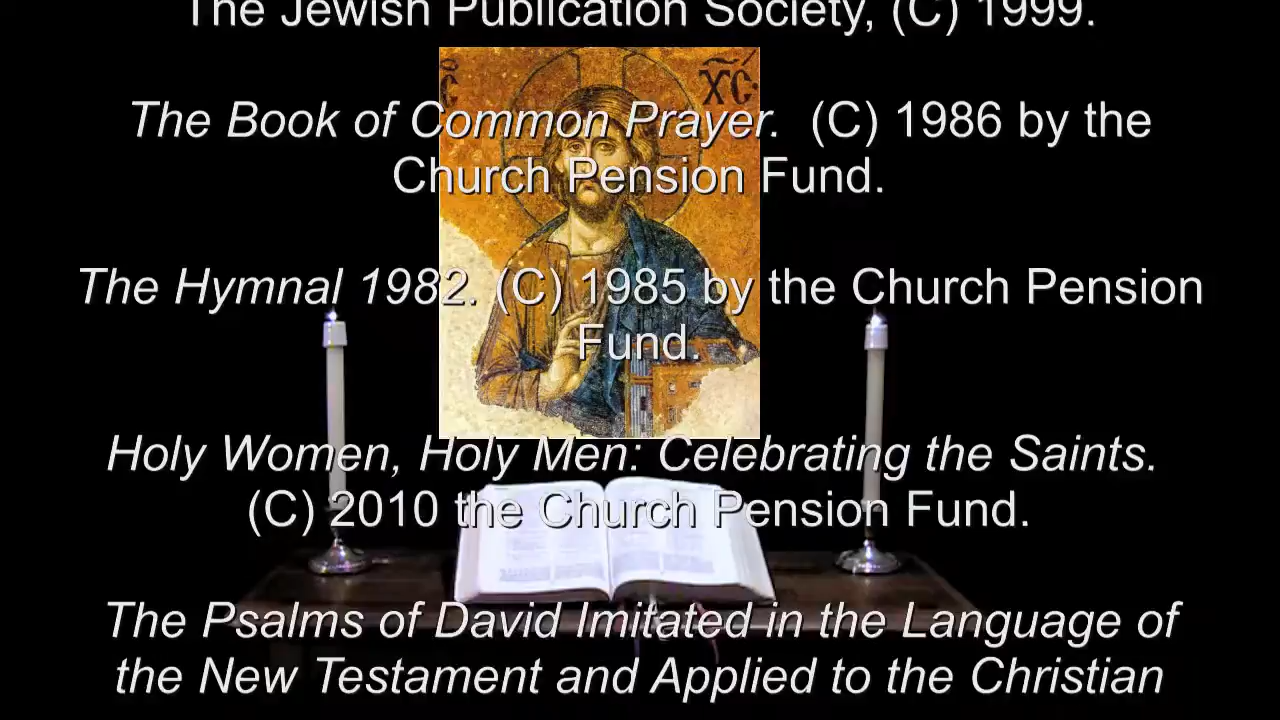 The Jewish Publication Society, (C) 1999.
The Book of Common Prayer. (C) 1986 by the
Church Pension Fund.
The Hymnal 1982. (C) 1985 by the Church Pension
Fund.
Holy Women, Holy Men: Celebrating the Saints.
(C) 2010 the Church Pension Fund.
The Psalms of David Imitated in the Language of
the New Testament and Applied to the Christian